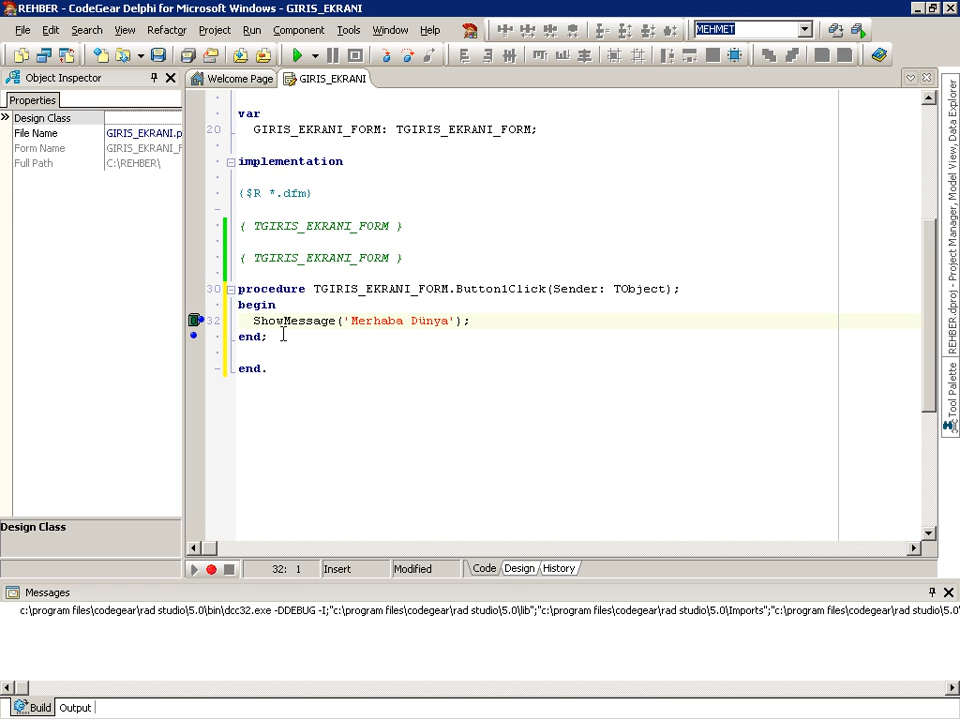 REHBER - CodeGear Delphi for Microsoft Windows - GIRIS_EKRANI
File Edit Search View Refactor Project Run Component Tools Window Help
MEHMET
Object Inspector
Welcome Page
GIRIS_EKRANI
Properties
Design Class
File Name GIRIS_EKRANI.p
Form Name GIRIS_EKRANI_F
Full Path C:\REHBER\
var
20 GIRIS_EKRANI_FORM: TGIRIS_EKRANI_FORM;
implementation
{$R *.dfm}
{ TGIRIS_EKRANI_FORM }
{ TGIRIS_EKRANI_FORM }
30 procedure TGIRIS_EKRANI_FORM.Button1Click(Sender: TObject);
begin
32 ShowMessage('Merhaba Dünya');
end;
end.
REHBER.dproj - Project Manager, Model View, Data Explorer
Tool Palette
Design Class
32: 1 Insert Modified Code Design History
Messages
c:\program files\codegear\rad studio\5.0\bin\dcc32.exe -DDEBUG -I;"c:\program files\codegear\rad studio\5.0\lib";"c:\program files\codegear\rad studio\5.0\Imports";"c:\program files\codegear\rad studio\5.0
Build Output